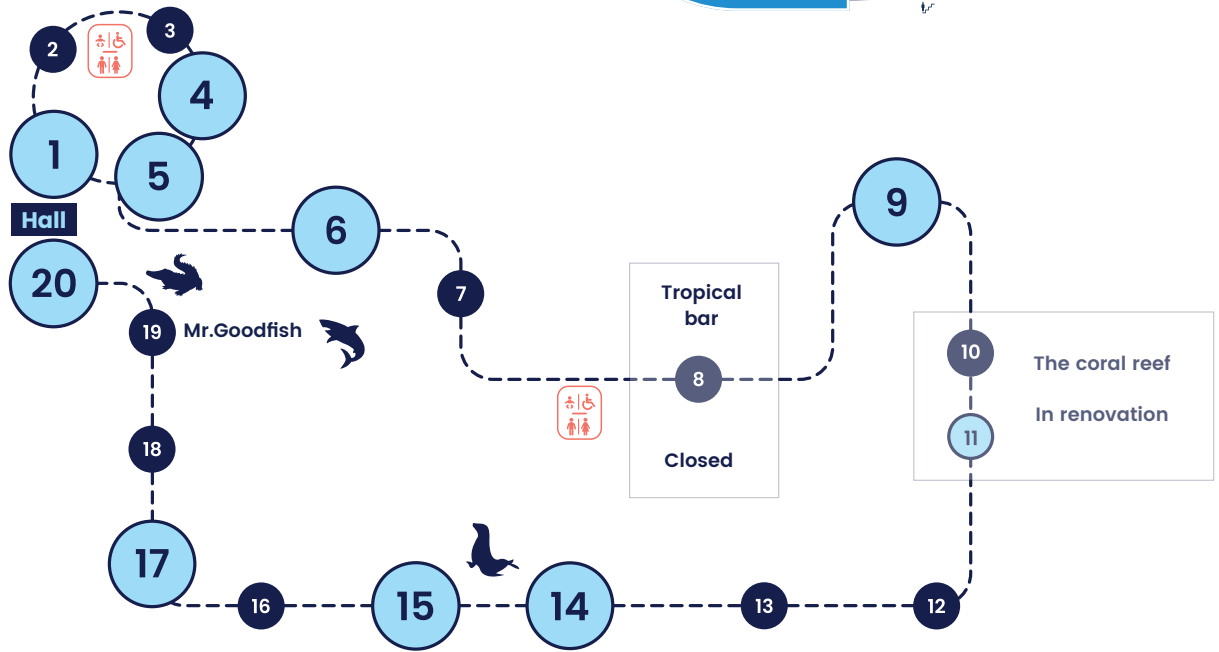 2
3
4
1
5
Hall
20
6
7
9
19 Mr.Goodfish
Tropical
bar
8
Closed
10
The coral reef
In renovation
11
18
17
16
15
14
13
12